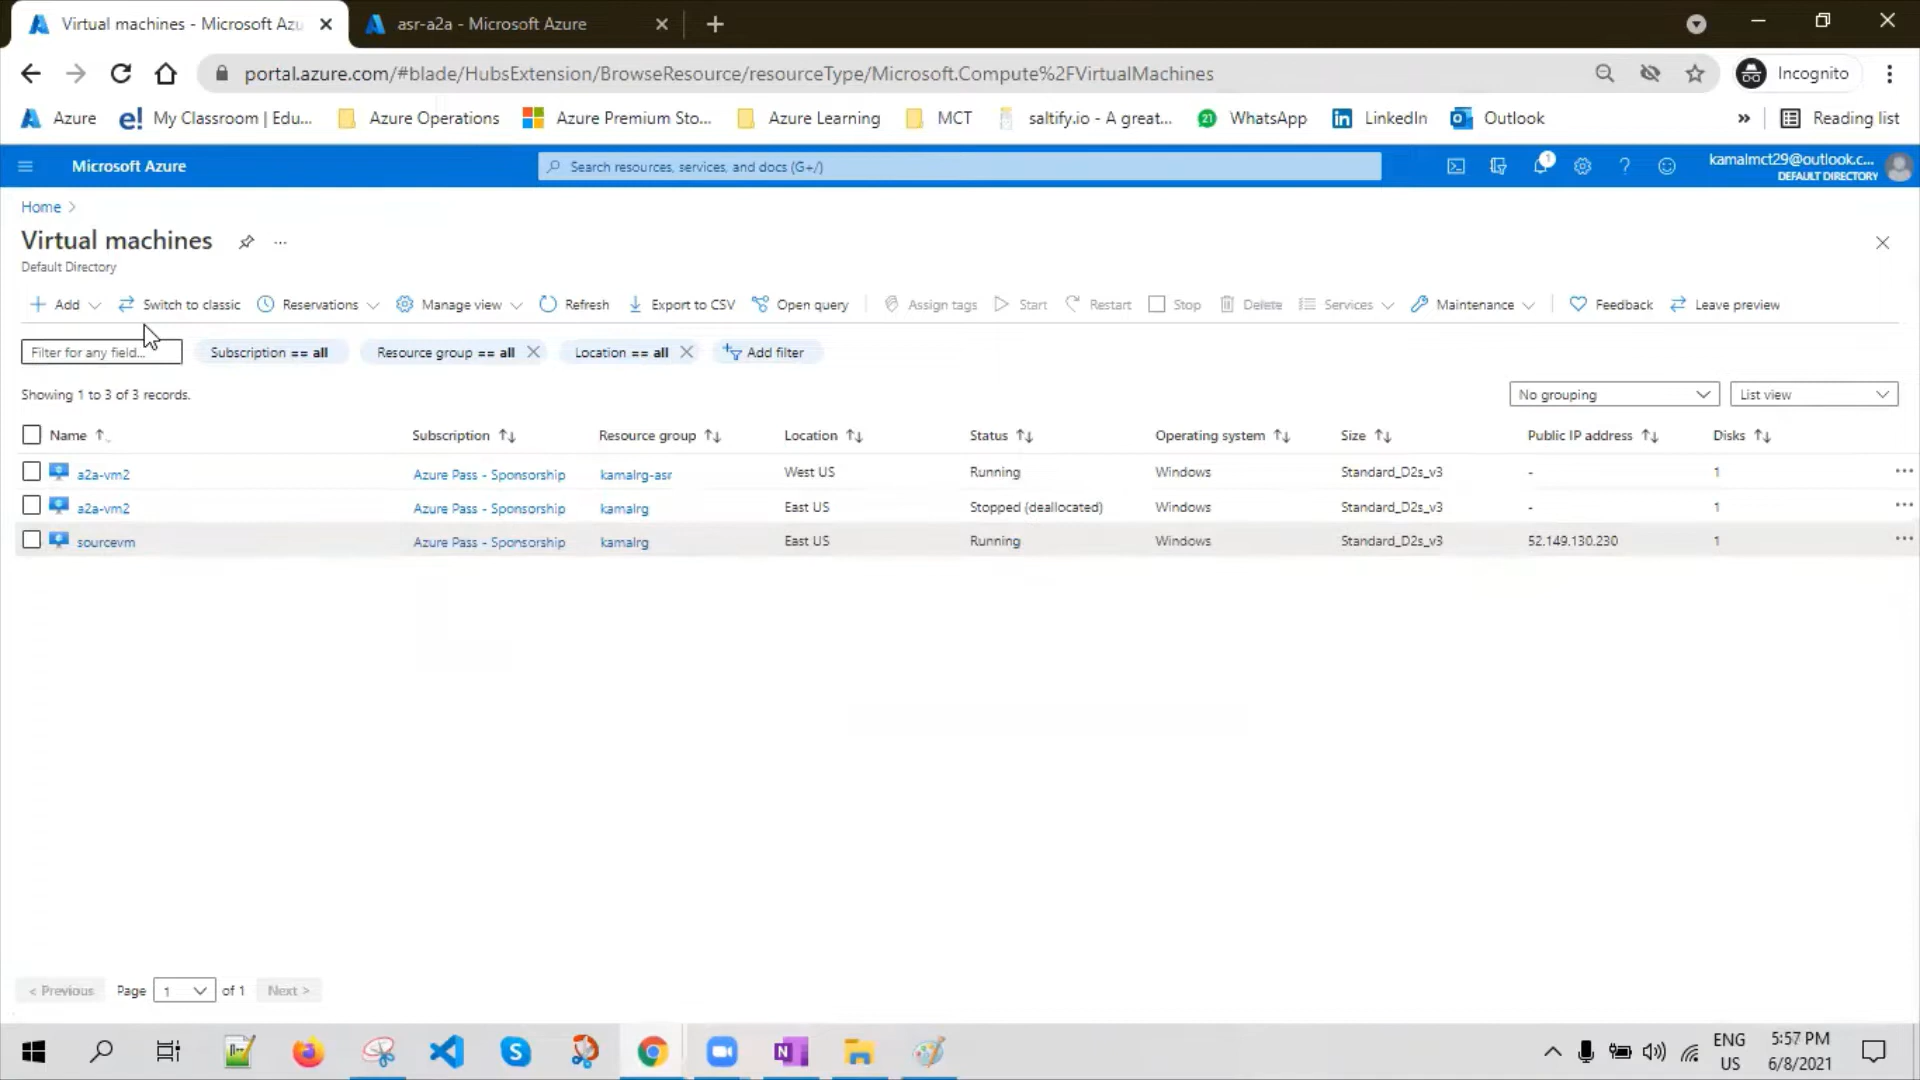 Virtual machines - Microsoft Azu
asr-a2a - Microsoft Azure
portal.azure.com/#blade/HubsExtension/BrowseResource/resourceType/Microsoft.Compute%2FVirtualMachines
Incognito
Azure
e! My Classroom | Edu...
Azure Operations
Azure Premium Sto...
Azure Learning
MCT
saltify.io - A great...
21 WhatsApp
LinkedIn
Outlook
»
Reading list
Microsoft Azure
Search resources, services, and docs (G+/)
1
kamalmct29@outlook.c...
DEFAULT DIRECTORY
Home >
Virtual machines
...
Default Directory
+ Add
Switch to classic
Reservations
Manage view
Refresh
Export to CSV
Open query
Assign tags
Start
Restart
Stop
Delete
Services
Maintenance
Feedback
Leave preview
Filter for any field...
Subscription == all
Resource group == all
Location == all
Add filter
Showing 1 to 3 of 3 records.
No grouping
List view
Name Subscription Resource group Location Status Operating system Size Public IP address Disks
a2a-vm2 Azure Pass - Sponsorship kamalrg-asr West US Running Windows Standard_D2s_v3 - 1 ...
a2a-vm2 Azure Pass - Sponsorship kamalrg East US Stopped (deallocated) Windows Standard_D2s_v3 - 1 ...
sourcevm Azure Pass - Sponsorship kamalrg East US Running Windows Standard_D2s_v3 52.149.130.230 1 ...
< Previous Page 1 of 1 Next >
ENG
US
5:57 PM
6/8/2021